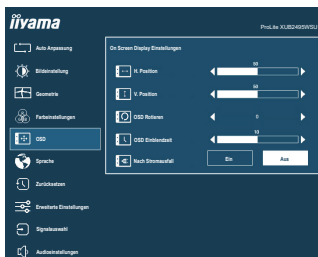 iiyama
ProLite XUB2495WSU
Auto Anpassung
Bildeinstellung
Geometrie
Farbeinstellungen
OSD
Sprache
Zurücksetzen
Erweiterte Einstellungen
Signalauswahl
Audioeinstellungen
On Screen Display Einstellungen
H. Position
50
V. Position
50
OSD Rotieren
0
OSD Einblendzeit
10
Nach Stromausfall
Ein
Aus